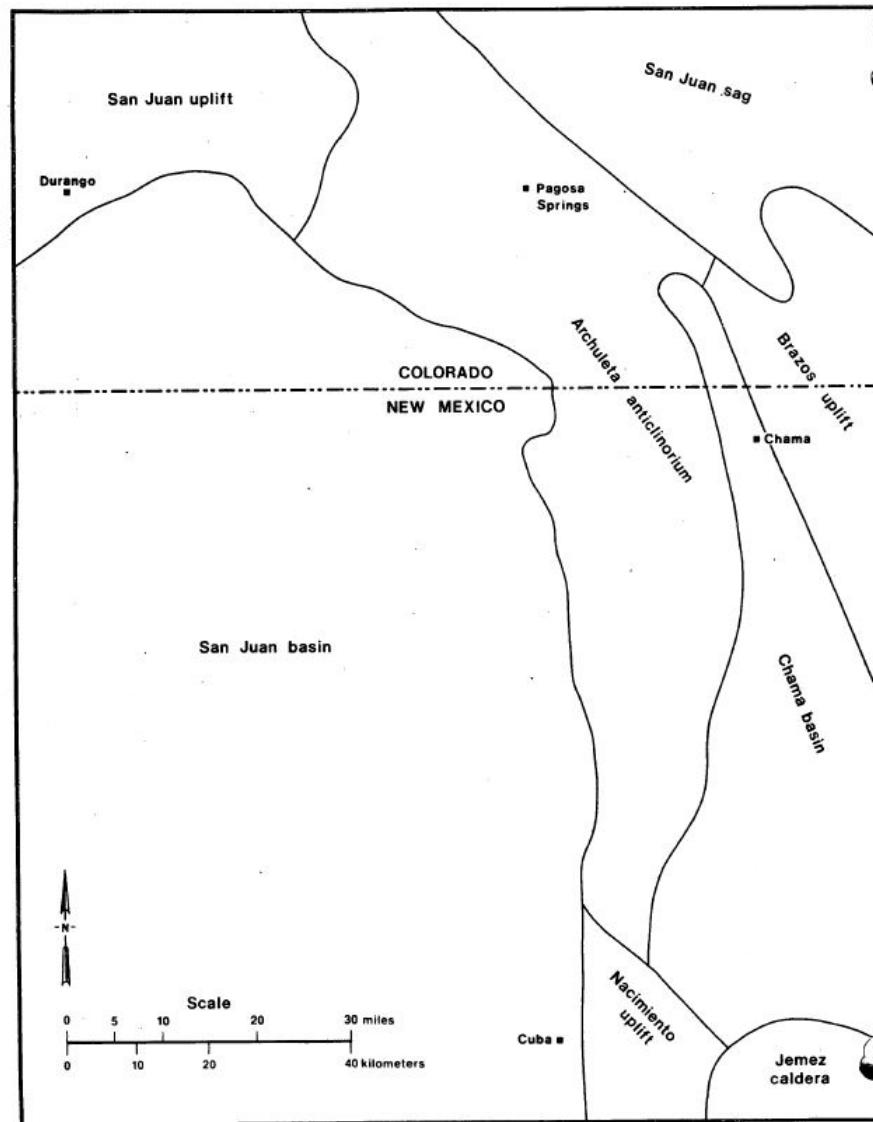 San Juan uplift
San Juan sag
Durango
Pagosa
Springs
Archuleta anticlinorium
Brazos uplift
COLORADO
NEW MEXICO
Chama
San Juan basin
Chama basin
-N-
Scale
0 5 10 20 30 miles
0 10 20 40 kilometers
Nacimiento
uplift
Cuba
Jemez
caldera